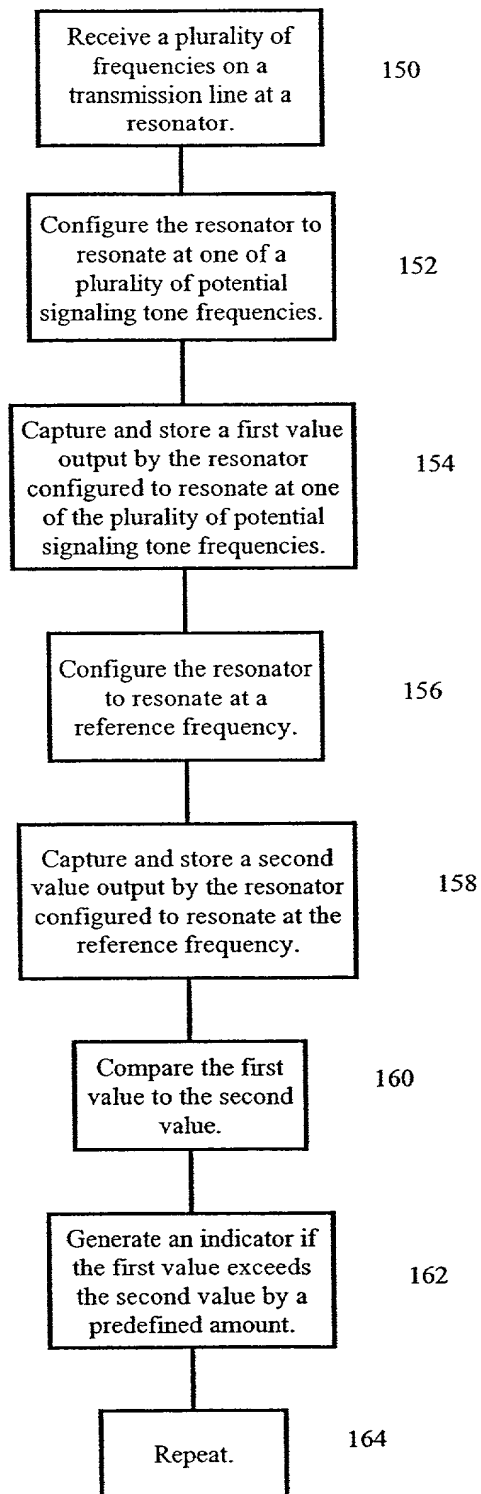 Receive a plurality of
frequencies on a
transmission line at a
resonator.
150
Configure the resonator to
resonate at one of a
plurality of potential
signaling tone frequencies.
152
Capture and store a first value
output by the resonator
configured to resonate at one
of the plurality of potential
signaling tone frequencies.
154
Configure the resonator
to resonate at a
reference frequency.
156
Capture and store a second
value output by the resonator
configured to resonate at the
reference frequency.
158
Compare the first
value to the second
value.
160
Generate an indicator if
the first value exceeds
the second value by a
predefined amount.
162
Repeat.
164